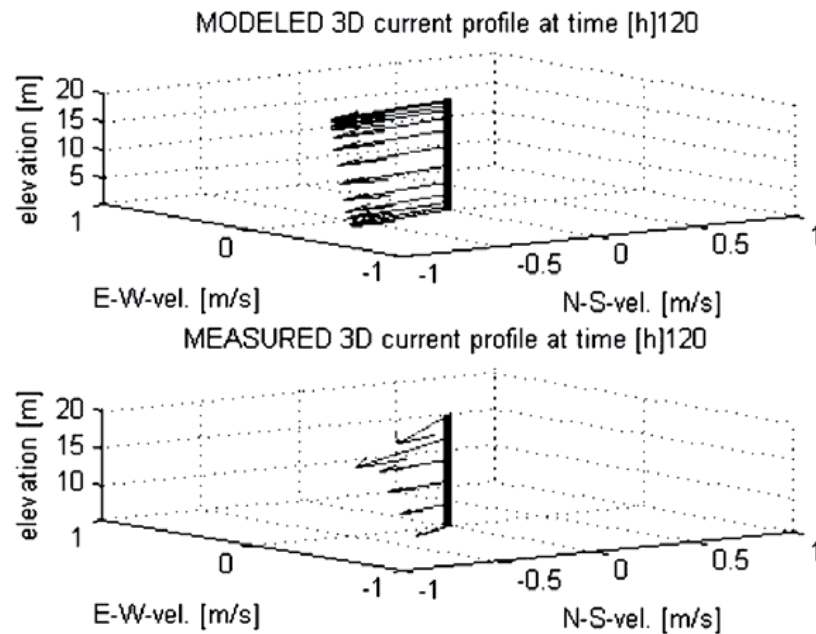 MODELED 3D current profile at time [h]120
20
15
10
5
elevation [m]
1
0
-1
-1
-0.5
0
0.5
1
E-W-vel. [m/s]
N-S-vel. [m/s]
MEASURED 3D current profile at time [h]120
20
15
10
elevation [m]
1
0
-1
-1
-0.5
0
0.5
1
E-W-vel. [m/s]
N-S-vel. [m/s]